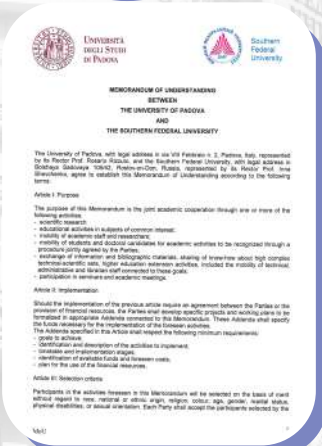 UNIVERSITÀ
DEGLI STUDI
DI PADOVA
Southern
Federal
University
MEMORANDUM OF UNDERSTANDING
BETWEEN
THE UNIVERSITY OF PADOVA
AND
THE SOUTHERN FEDERAL UNIVERSITY
The University of Padova, with legal address in via VIII Febbraio n. 2, Padova, Italy, represented
by its Rector Prof. Rosario Rizzuto, and the Southern Federal University, with legal address in
Bolshaya Sadovaya 105/42, Rostov-on-Don, Russia, represented by its Rector Prof. Inna
Shevchenko, agree to establish this Memorandum of Understanding according to the following
terms:
Article I: Purpose
The purpose of this Memorandum is the joint academic cooperation through one or more of the
following activities:
- scientific research;
- educational activities in subjects of common interest;
- mobility of academic staff and researchers;
- mobility of students and doctoral candidates for academic activities to be recognized through a
procedure jointly agreed by the Parties;
- exchange of information and bibliographic materials, sharing of know-how about high complex
technical-scientific sets, higher education extension activities, included the mobility of technical,
administrative and librarian staff connected to these goals;
- participation in seminars and academic meetings.
Article II: Implementation
Should the implementation of the previous article require an agreement between the Parties or the
provision of financial resources, the Parties shall develop specific projects and working plans to be
formalized in appropriate Addenda connected to this Memorandum. These Addenda shall specify
the funds necessary for the implementation of the foreseen activities.
The Addenda specified in this Article shall respect the following minimum requirements:
- goals to achieve;
- identification and description of the activities to implement;
- timetable and implementation stages;
- identification of available funds and foreseen costs;
- plan for the use of the financial resources.
Article III: Selection criteria
Participants in the activities foreseen in this Memorandum will be selected on the basis of merit
without regard to race, national or ethnic origin, religion, colour, age, gender, marital status,
physical disabilities, or sexual orientation. Each Party shall accept the participants selected by the
MoU